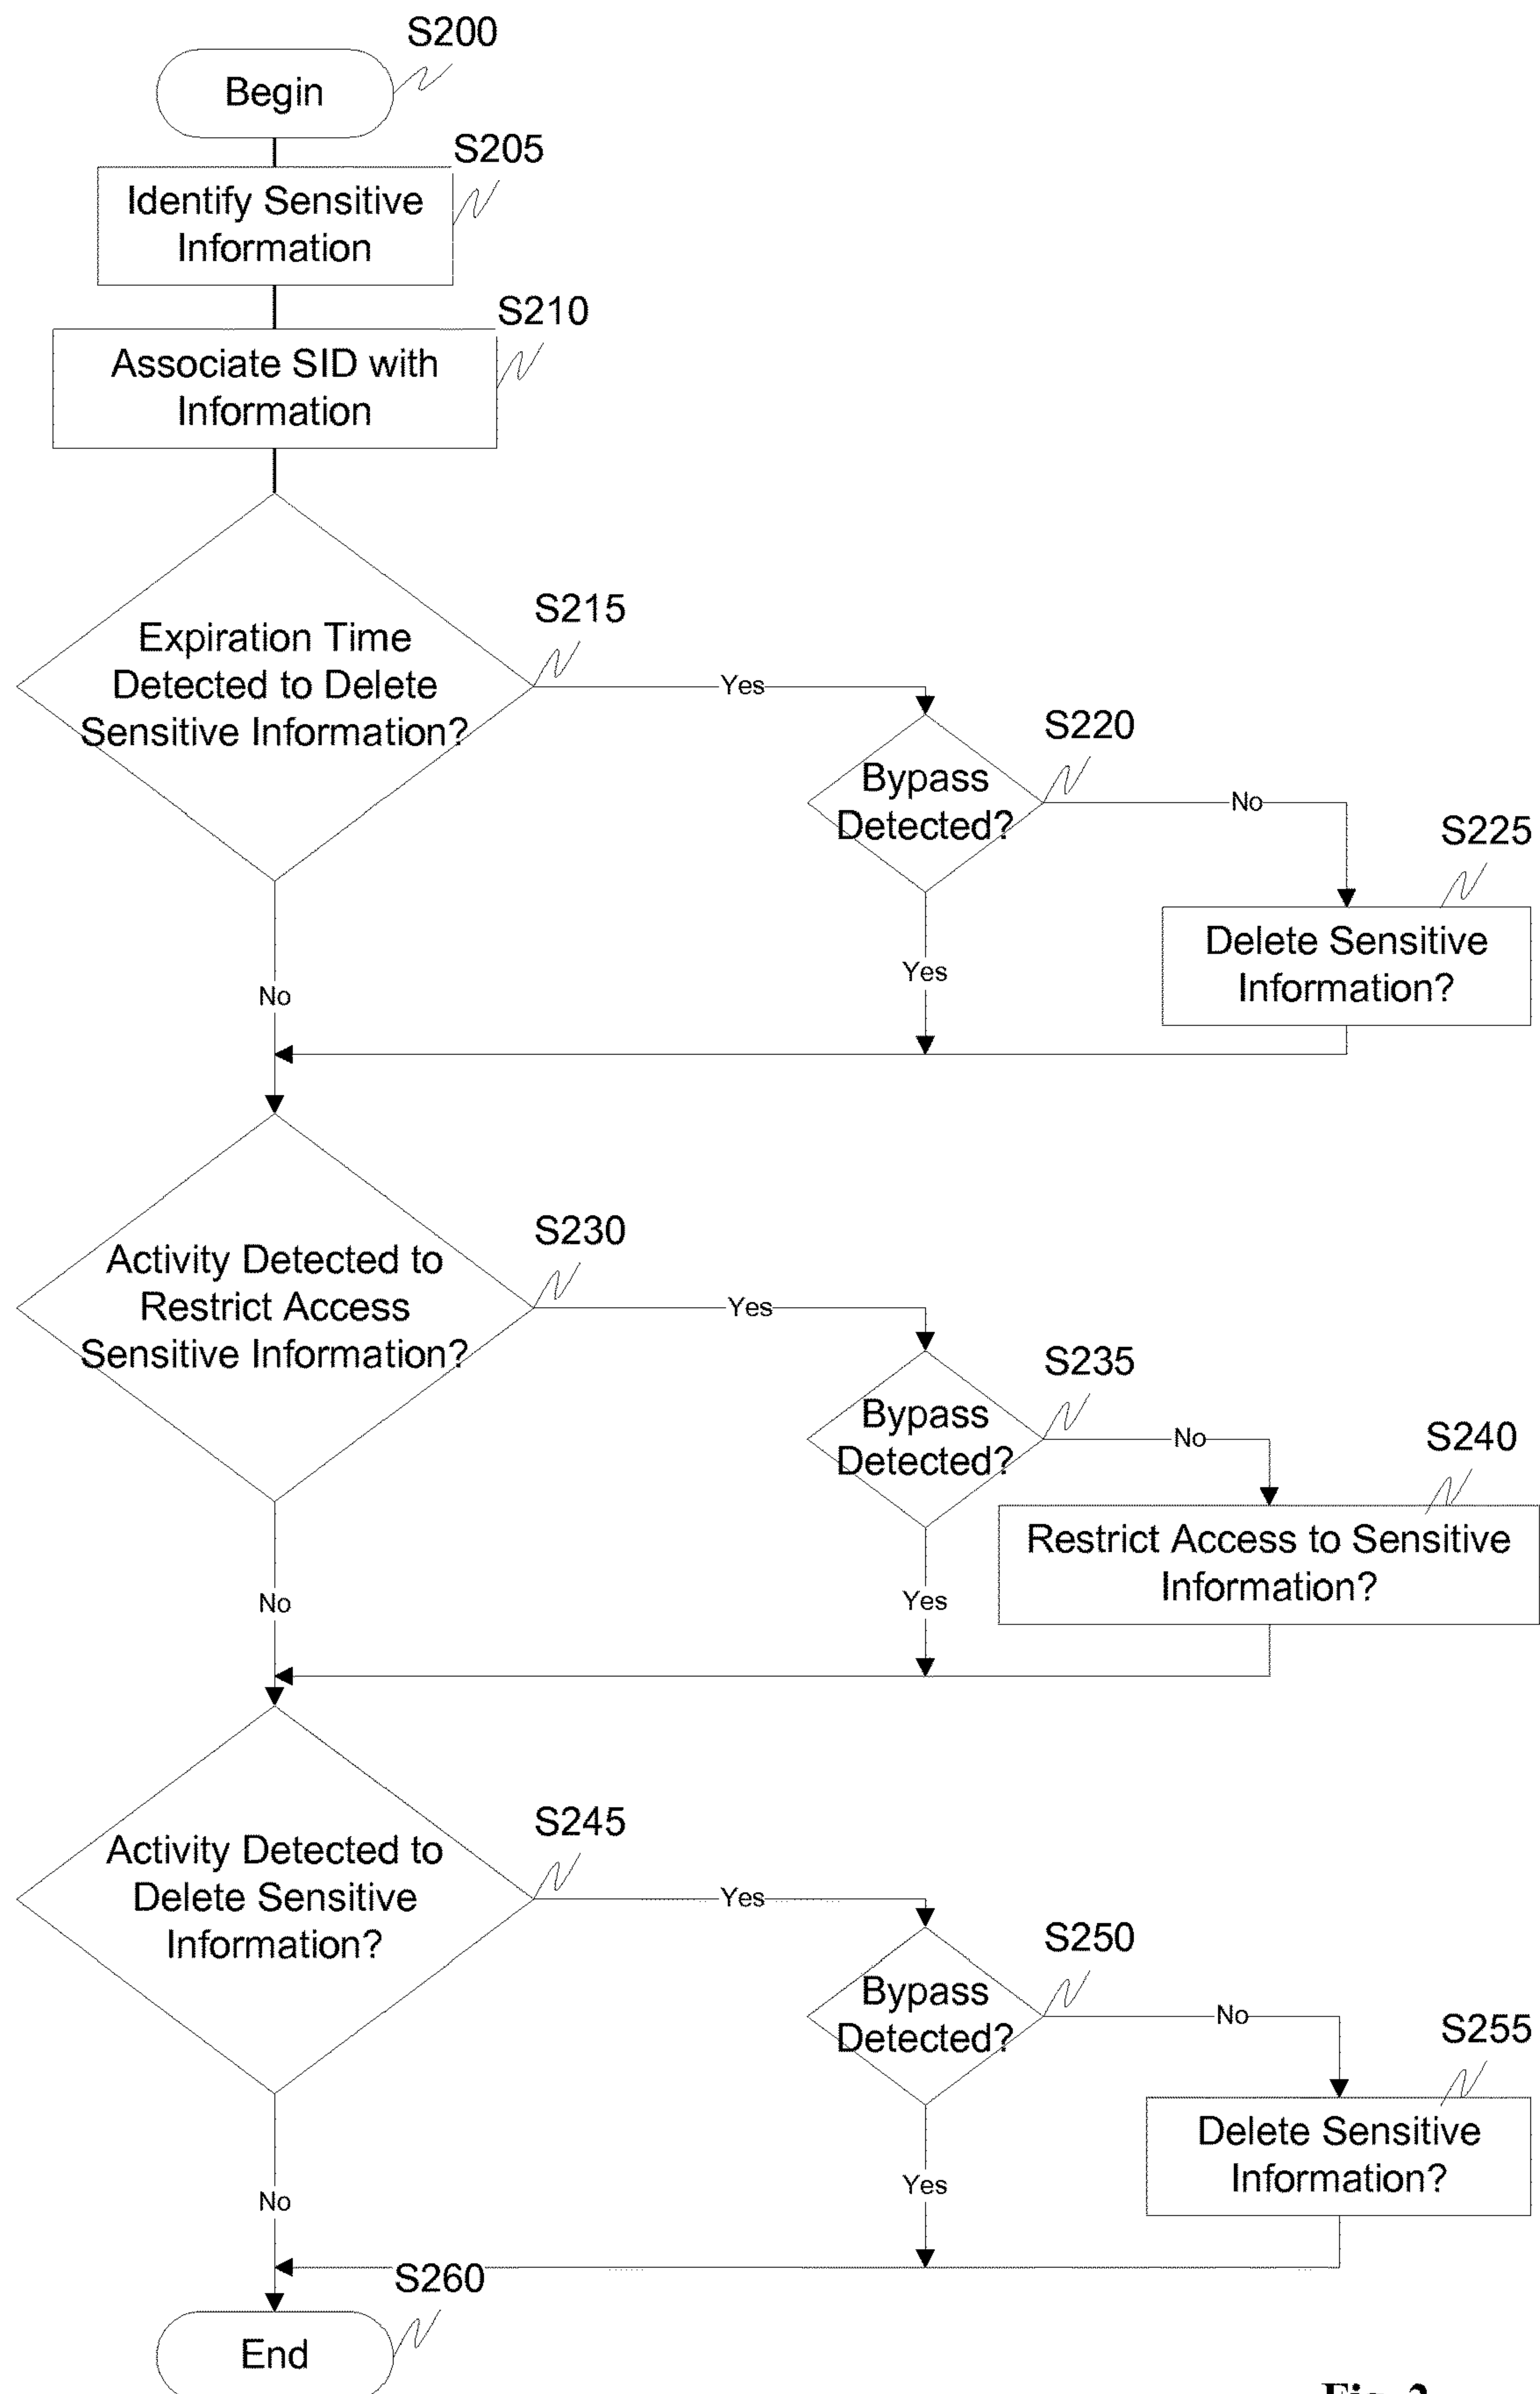 S200
Begin
S205
Identify Sensitive
Information
S210
Associate SID with
Information
S215
Expiration Time
Detected to Delete
Sensitive Information?
Yes
S220
Bypass
Detected?
No
S225
Delete Sensitive
Information?
Yes
No
S230
Activity Detected to
Restrict Access
Sensitive Information?
Yes
S235
Bypass
Detected?
No
S240
Restrict Access to Sensitive
Information?
Yes
No
S245
Activity Detected to
Delete Sensitive
Information?
Yes
S250
Bypass
Detected?
No
S255
Delete Sensitive
Information?
Yes
No
S260
End
Fig. 2